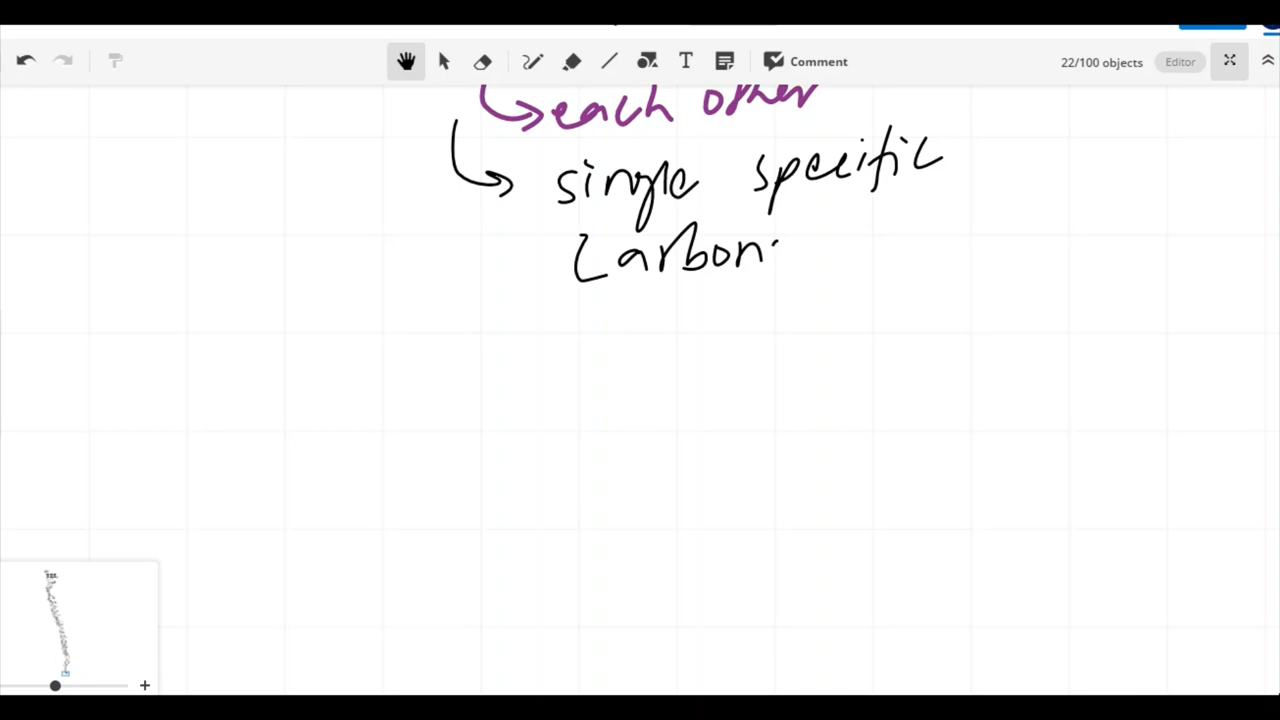 Comment
22/100 objects
Editor
each other
single specific
Carbon